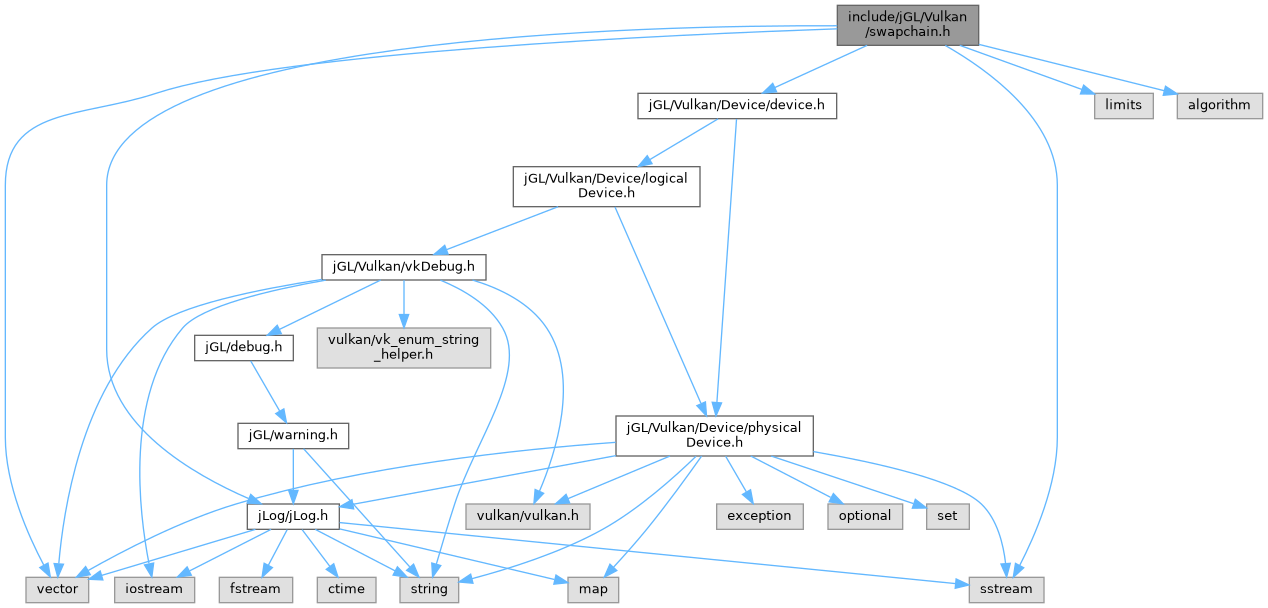 include/jGL/Vulkan
/swapchain.h
jGL/Vulkan/Device/device.h
limits
algorithm
jGL/Vulkan/Device/logical
Device.h
jGL/Vulkan/vkDebug.h
jGL/debug.h
vulkan/vk_enum_string
_helper.h
jGL/warning.h
jGL/Vulkan/Device/physical
Device.h
jLog/jLog.h
vulkan/vulkan.h
exception
optional
set
vector
iostream
fstream
ctime
string
map
sstream